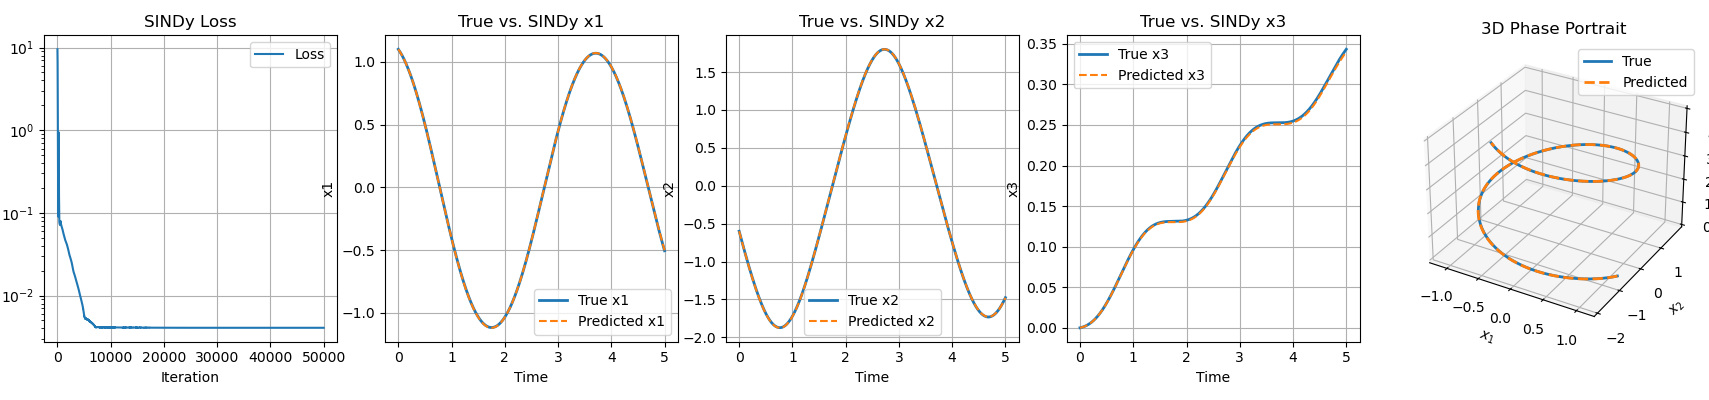 SINDy Loss
10¹
10⁰
10⁻¹
10⁻²
Loss
0 10000 20000 30000 40000 50000
Iteration
True vs. SINDy x1
x1
1.0
0.5
0.0
−0.5
−1.0
True x1
Predicted x1
0 1 2 3 4 5
Time
True vs. SINDy x2
x2
1.5
1.0
0.5
0.0
−0.5
−1.0
−1.5
−2.0
True x2
Predicted x2
0 1 2 3 4 5
Time
True vs. SINDy x3
x3
0.35
0.30
0.25
0.20
0.15
0.10
0.05
0.00
True x3
Predicted x3
0 1 2 3 4 5
Time
3D Phase Portrait
True
Predicted
−1.0 −0.5 0.0 0.5 1.0
x₁
−2 −1 0 1
x₂